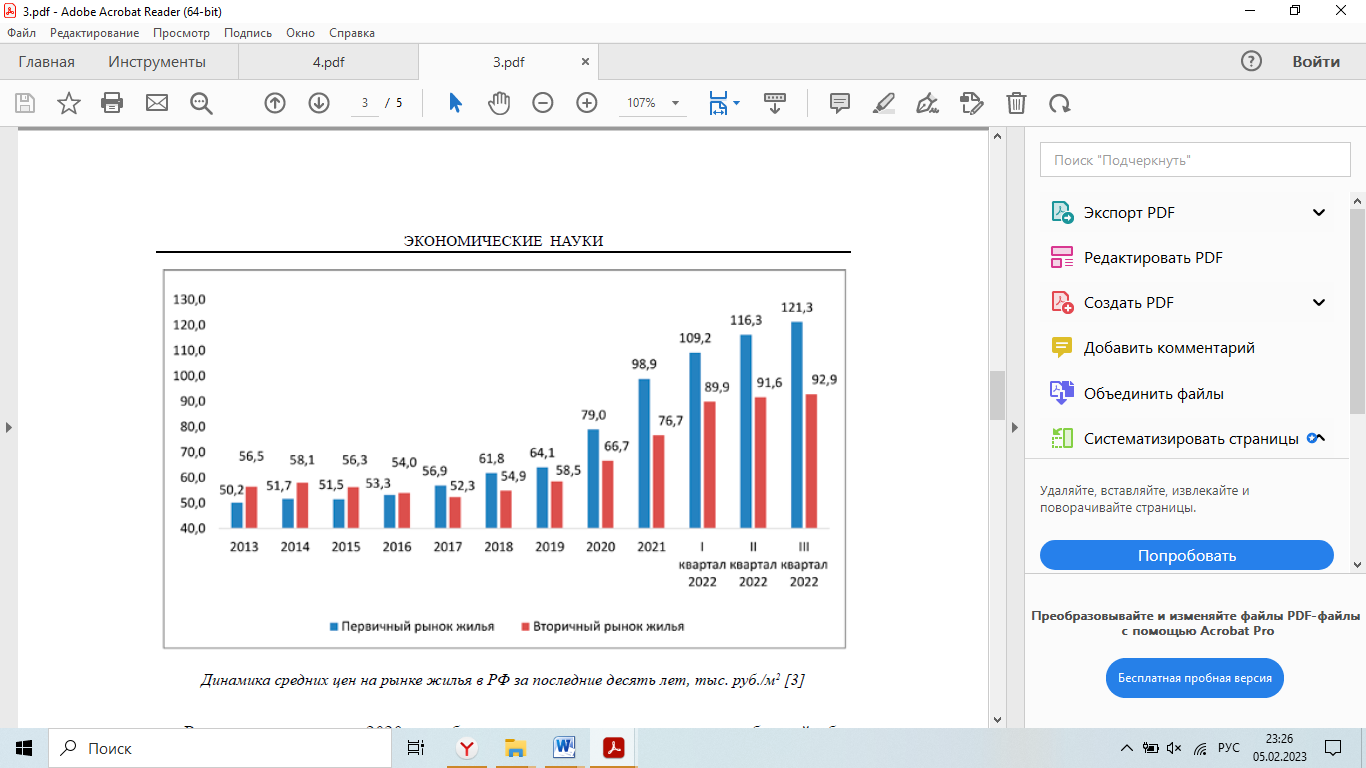 3.pdf - Adobe Acrobat Reader (64-bit)
Файл Редактирование Просмотр Подпись Окно Справка
Главная Инструменты 4.pdf 3.pdf × ? Войти
3 / 5 107%
ЭКОНОМИЧЕСКИЕ НАУКИ
130,0
120,0
110,0
100,0
90,0
80,0
70,0
60,0
50,0
40,0
50,2 56,5 51,7 58,1 51,5 56,3 53,3 54,0 56,9 52,3 61,8 54,9 64,1 58,5 79,0 66,7 98,9 76,7 109,2 89,9 116,3 91,6 121,3 92,9
2013 2014 2015 2016 2017 2018 2019 2020 2021 I II III
квартал квартал квартал
2022 2022 2022
Первичный рынок жилья Вторичный рынок жилья
Динамика средних цен на рынке жилья в РФ за последние десять лет, тыс. руб./м² [3]
Поиск "Подчеркнуть"
Экспорт PDF
Редактировать PDF
Создать PDF
Добавить комментарий
Объединить файлы
Систематизировать страницы
Удаляйте, вставляйте, извлекайте и
поворачивайте страницы.
Попробовать
Преобразовывайте и изменяйте файлы PDF-файлы
с помощью Acrobat Pro
Бесплатная пробная версия
Поиск
РУС
23:26
05.02.2023